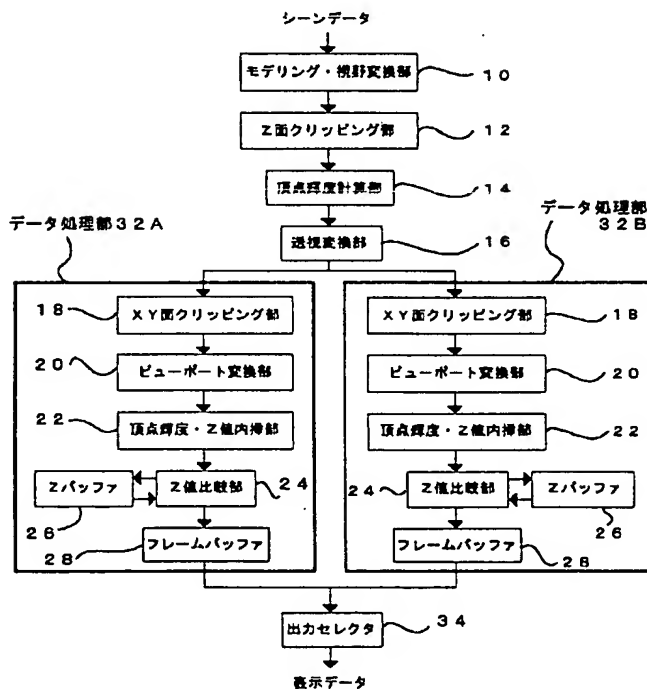 シーンデータ
モデリング・視野変換部
10
Z面クリッピング部
12
頂点輝度計算部
14
データ処理部32A
データ処理部
32B
透視変換部
16
18
XY面クリッピング部
XY面クリッピング部
18
20
ビューポート変換部
ビューポート変換部
20
22
頂点輝度・Z値内挿部
頂点輝度・Z値内挿部
22
Zバッファ
Z値比較部
24
24
Z値比較部
Zバッファ
26
26
28
フレームバッファ
フレームバッファ
28
出力セレクタ
34
表示データ